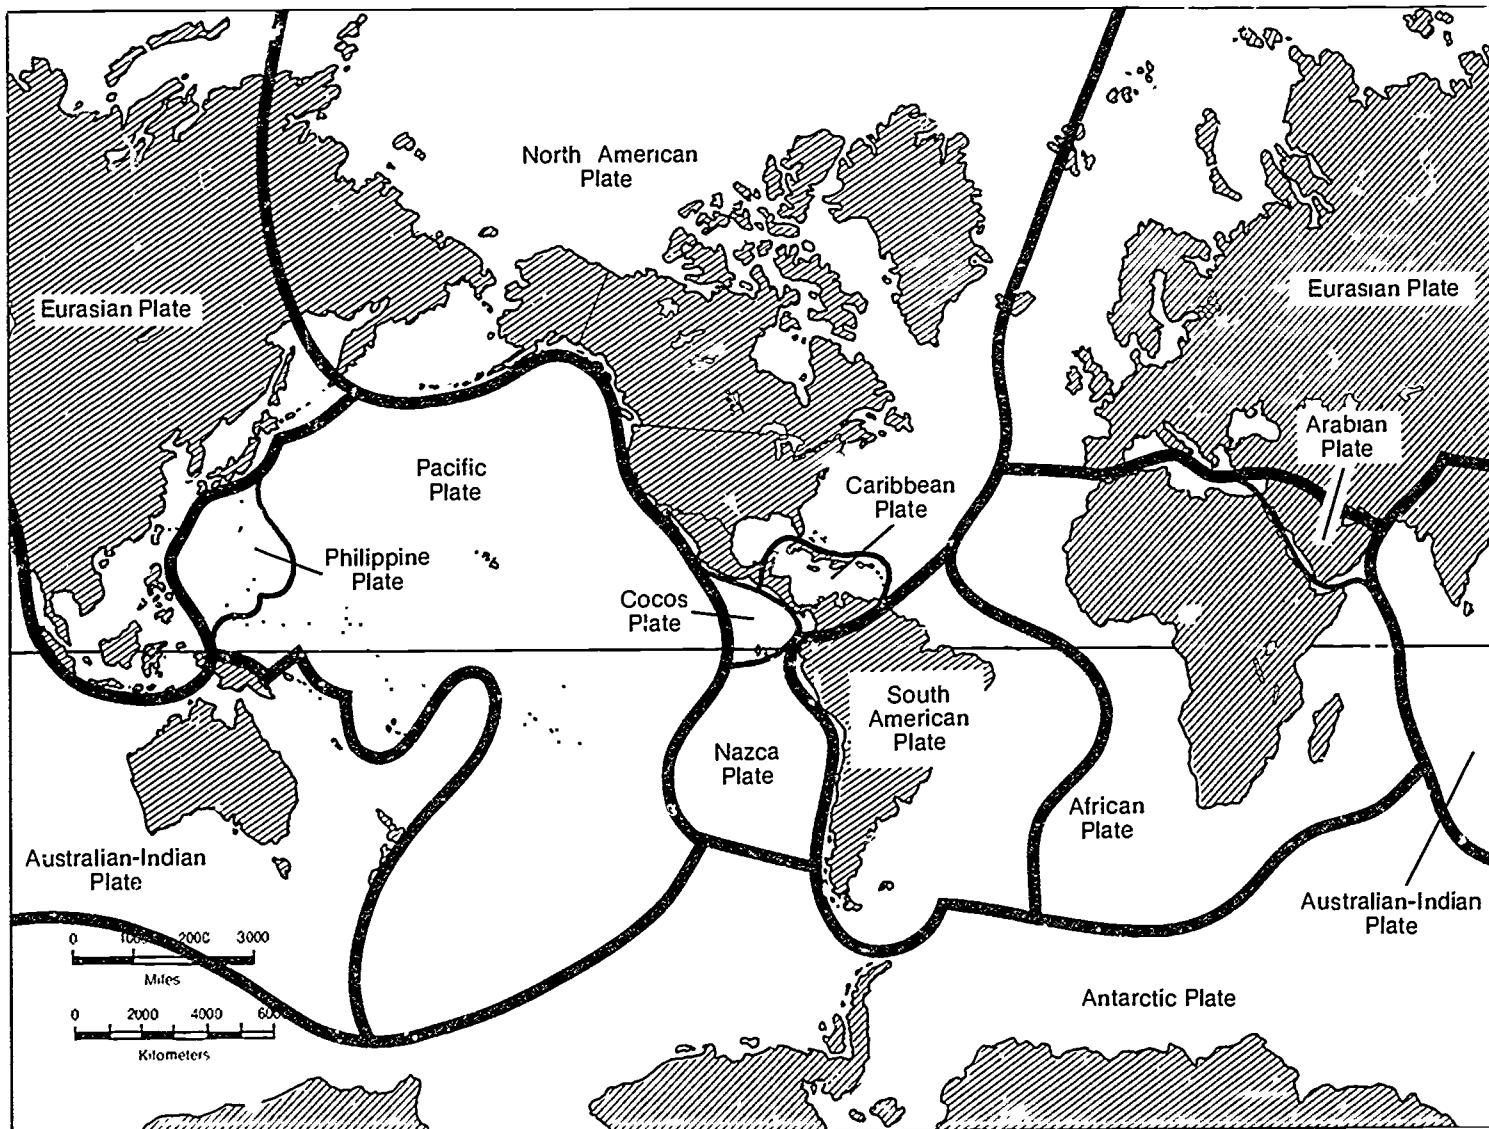 North American
Plate
Eurasian Plate
Eurasian Plate
Arabian
Plate
Pacific
Plate
Caribbean
Plate
Philippine
Plate
Cocos
Plate
South
American
Plate
Nazca
Plate
African
Plate
Australian-Indian
Plate
Australian-Indian
Plate
0 1000 2000 3000
Miles
Antarctic Plate
0 2000 4000 6000
Kilometers